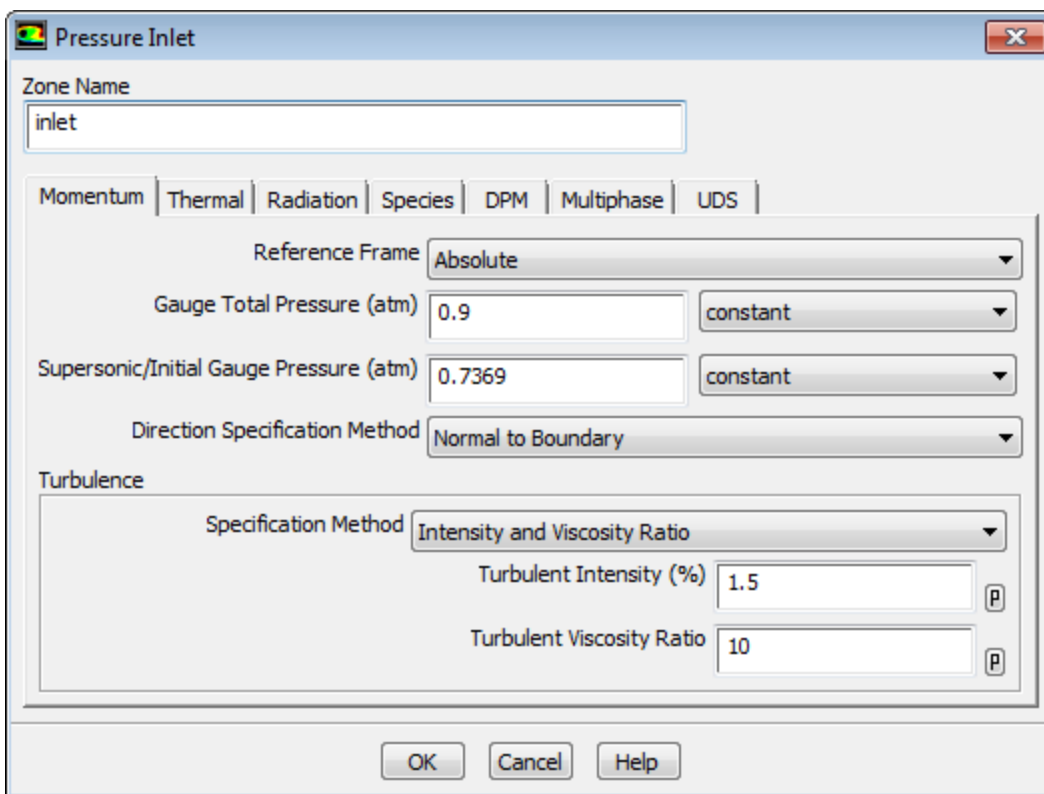 Pressure Inlet
Zone Name
inlet
Momentum Thermal Radiation Species DPM Multiphase UDS
Reference Frame Absolute
Gauge Total Pressure (atm) 0.9 constant
Supersonic/Initial Gauge Pressure (atm) 0.7369 constant
Direction Specification Method Normal to Boundary
Turbulence
Specification Method Intensity and Viscosity Ratio
Turbulent Intensity (%) 1.5 P
Turbulent Viscosity Ratio 10 P
OK Cancel Help